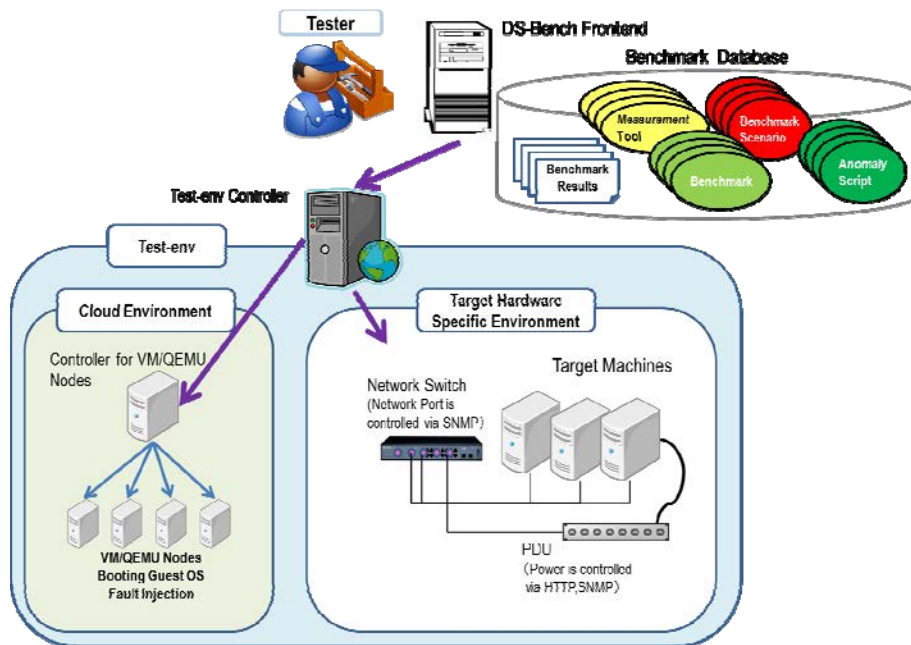 Tester
DS-Bench Frontend
Benchmark Database
Measurement
Tool
Benchmark
Scenario
Benchmark
Results
Benchmark
Anomaly
Script
Test-env Controller
Test-env
Cloud Environment
Target Hardware
Specific Environment
Controller for VM/QEMU
Nodes
Target Machines
Network Switch
(Network Port is
controlled via SNMP)
VM/QEMU Nodes
Booting Guest OS
Fault Injection
PDU
(Power is controlled
via HTTP,SNMP)